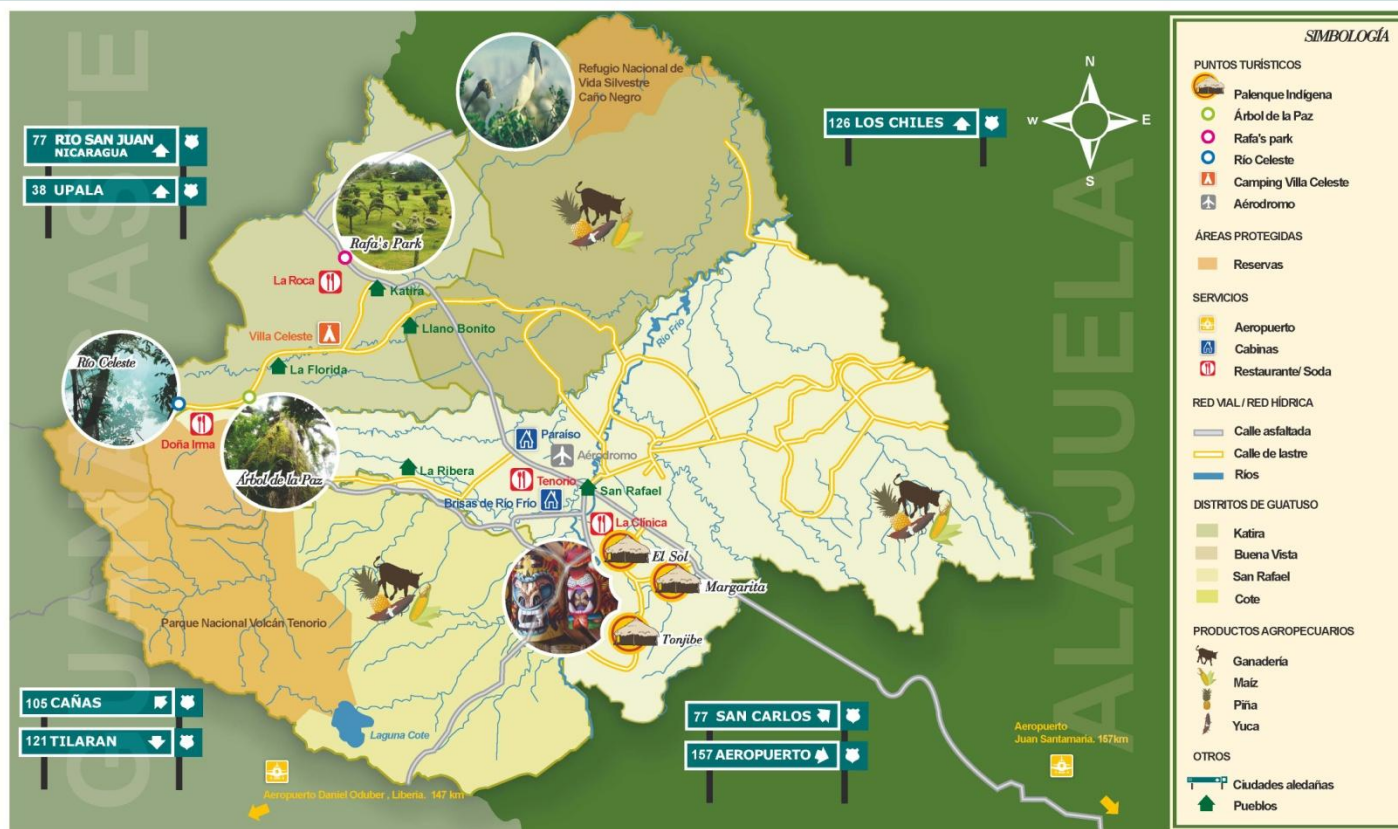 GUANACASTE
ALAJUELA
Refugio Nacional de
Vida Silvestre
Caño Negro
77 RIO SAN JUAN
NICARAGUA
38 UPALA
126 LOS CHILES
N
W
E
S
Rafa's Park
La Roca
Katira
Villa Celeste
Llano Bonito
Río Celeste
La Florida
Río Frío
Doña Irma
Árbol de la Paz
Paraíso
Aérodromo
La Ribera
Tenorio
San Rafael
Brisas de Río Frío
La Clínica
El Sol
Margarita
Tonjibe
Parque Nacional Volcán Tenorio
Laguna Cote
105 CAÑAS
121 TILARAN
77 SAN CARLOS
157 AEROPUERTO
Aeropuerto Daniel Oduber , Liberia. 147 km
Aeropuerto
Juan Santamaría. 157km
SIMBOLOGÍA
PUNTOS TURÍSTICOS
Palenque Indígena
Árbol de la Paz
Rafa's park
Río Celeste
Camping Villa Celeste
Aérodromo
ÁREAS PROTEGIDAS
Reservas
SERVICIOS
Aeropuerto
Cabinas
Restaurante/ Soda
RED VIAL / RED HÍDRICA
Calle asfaltada
Calle de lastre
Ríos
DISTRITOS DE GUATUSO
Katira
Buena Vista
San Rafael
Cote
PRODUCTOS AGROPECUARIOS
Ganadería
Maíz
Piña
Yuca
OTROS
Ciudades aledañas
Pueblos